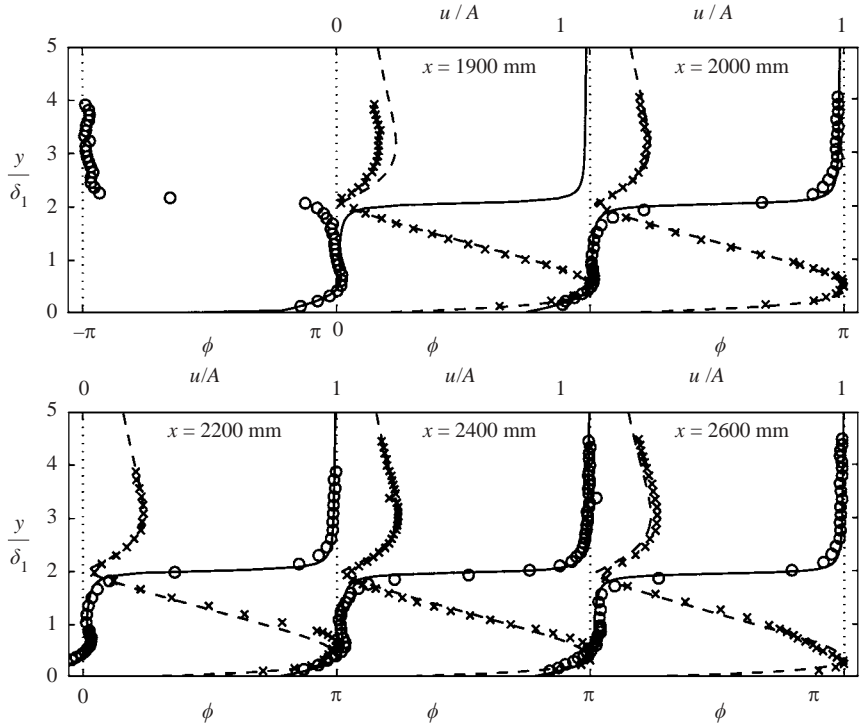 0 u / A 1 u / A 1
5 4 3 2 1 0
y
δ1
x = 1900 mm x = 2000 mm
–π π 0 π
ϕ ϕ ϕ
0 u/A 1 u/A 1 u /A 1
5 4 3 2 1 0
y
δ1
x = 2200 mm x = 2400 mm x = 2600 mm
0 π π π
ϕ ϕ ϕ